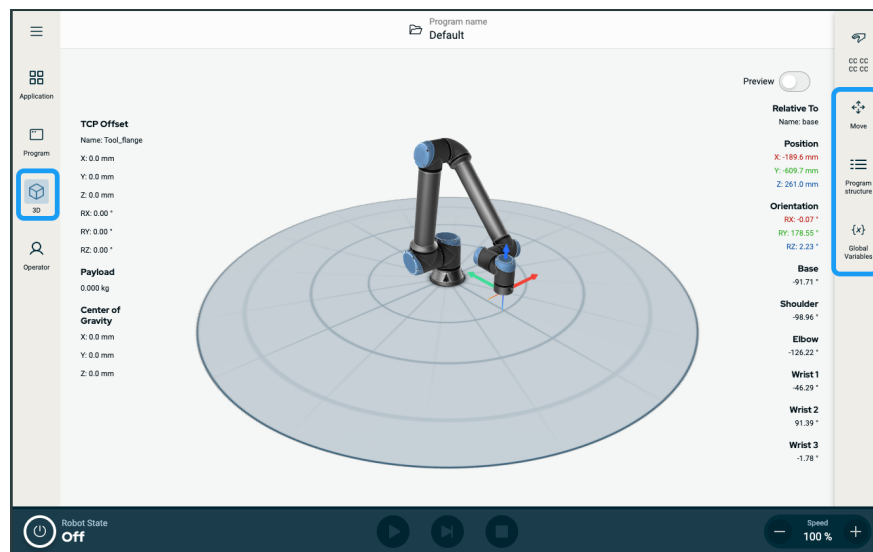 Program name
Default
Application
Program
3D
Operator
TCP Offset
Name: Tool_flange
X: 0.0 mm
Y: 0.0 mm
Z: 0.0 mm
RX: 0.00 °
RY: 0.00 °
RZ: 0.00 °
Payload
0.000 kg
Center of
Gravity
X: 0.0 mm
Y: 0.0 mm
Z: 0.0 mm
Preview
Relative To
Name: base
Position
X: -189.6 mm
Y: -609.7 mm
Z: 261.0 mm
Orientation
RX: -0.07 °
RY: 178.55 °
RZ: 2.23 °
Base
-91.71 °
Shoulder
-98.96 °
Elbow
-126.22 °
Wrist 1
-46.29 °
Wrist 2
91.39 °
Wrist 3
-1.78 °
CC CC
CC CC
Move
Program
structure
{x}
Global
Variables
Robot State
Off
Speed
100 %